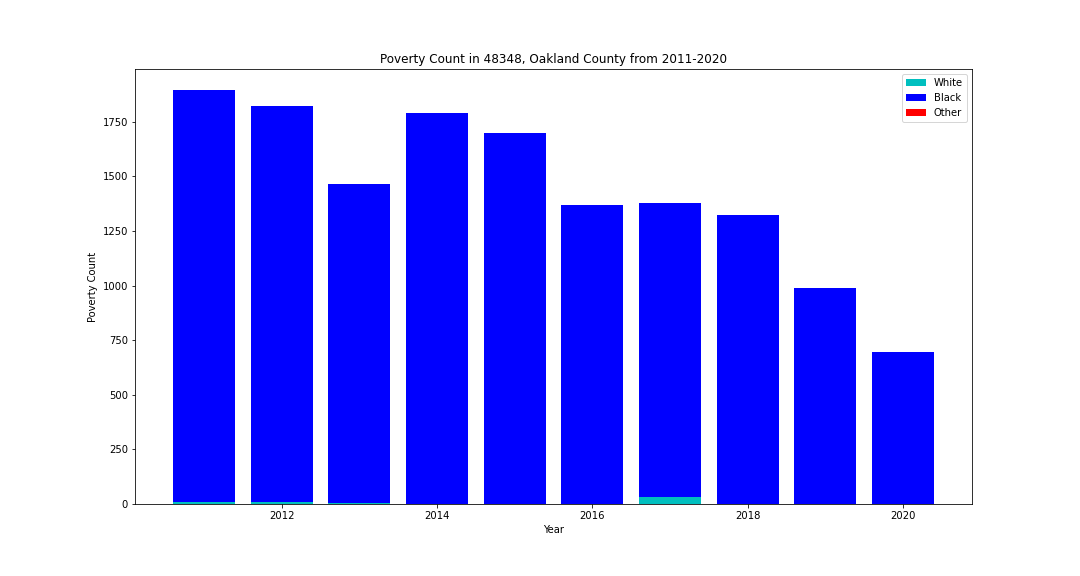 Poverty Count in 48348, Oakland County from 2011-2020
White
Black
Other
1750
1500
1250
1000
750
500
250
0
Poverty Count
2012 2014 2016 2018 2020
Year